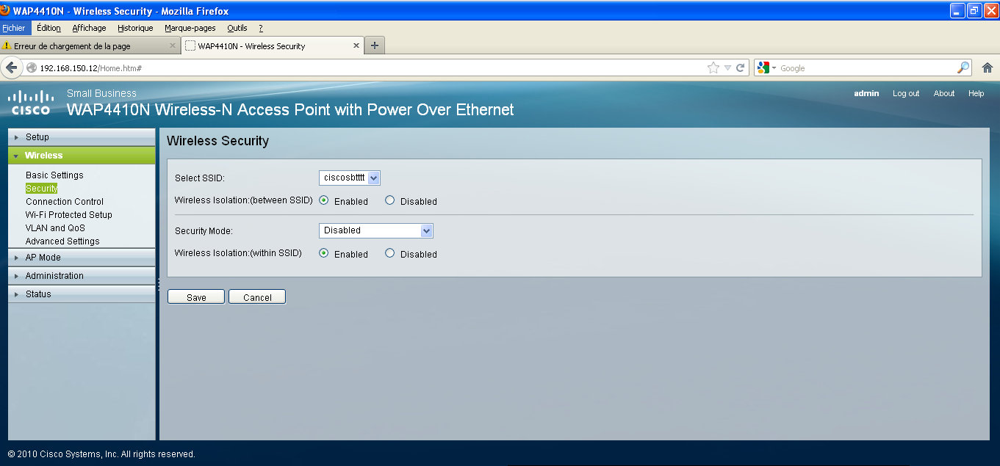 WAP4410N - Wireless Security - Mozilla Firefox
Fichier Édition Affichage Historique Marque-pages Outils ?
Erreur de chargement de la page × WAP4410N - Wireless Security × +
192.168.150.12/Home.htm# Google
CISCO
Small Business
WAP4410N Wireless-N Access Point with Power Over Ethernet
admin Log out About Help
Setup
Wireless
Basic Settings
Security
Connection Control
Wi-Fi Protected Setup
VLAN and QoS
Advanced Settings
AP Mode
Administration
Status
Wireless Security
Select SSID: ciscosbtttt
Wireless Isolation:(between SSID) Enabled Disabled
Security Mode: Disabled
Wireless Isolation:(within SSID) Enabled Disabled
Save Cancel
© 2010 Cisco Systems, Inc. All rights reserved.